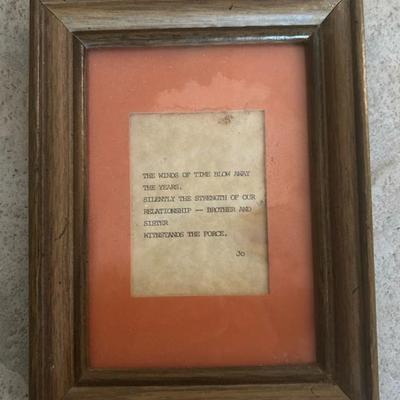 THE WINDS OF TIME BLOW AWAY
THE YEARS.
SILENTLY THE STRENGTH OF OUR
RELATIONSHIP -- BROTHER AND
SISTER
WITHSTANDS THE FORCE.
Jo